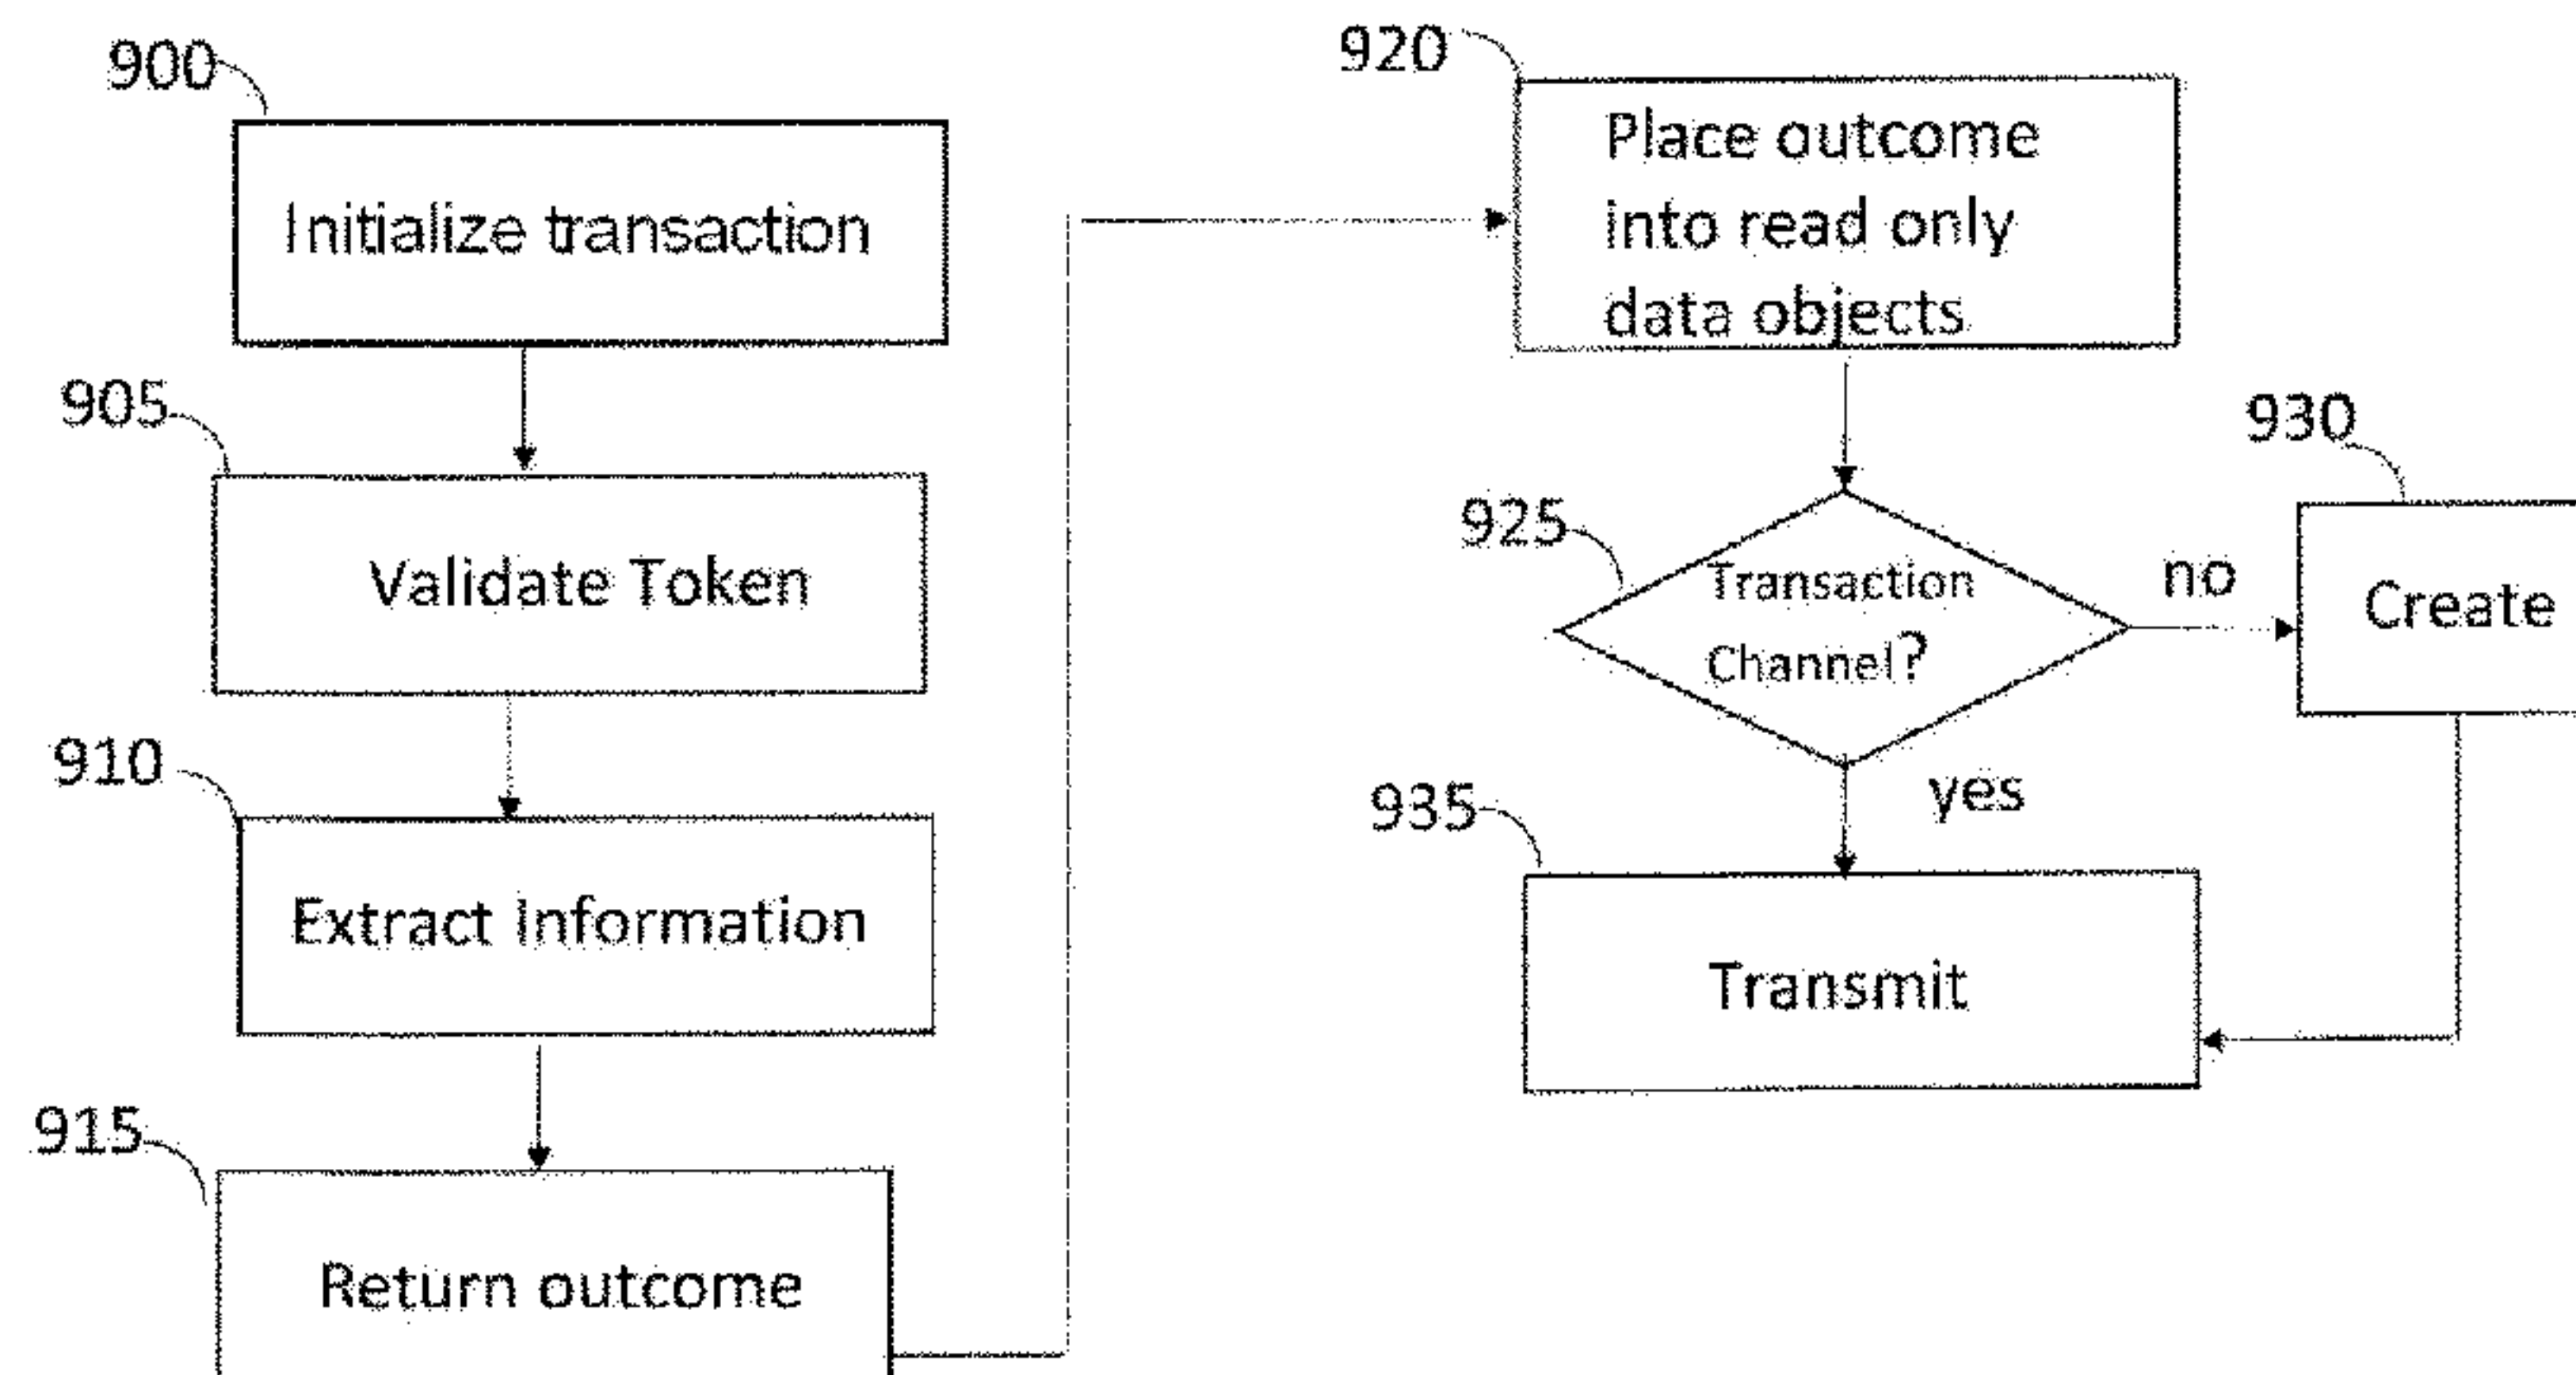 900
Initialize transaction
905
Validate Token
910
Extract Information
915
Return outcome
920
Place outcome
into read only
data objects
925
Transaction
Channel?
no
930
Create
yes
935
Transmit